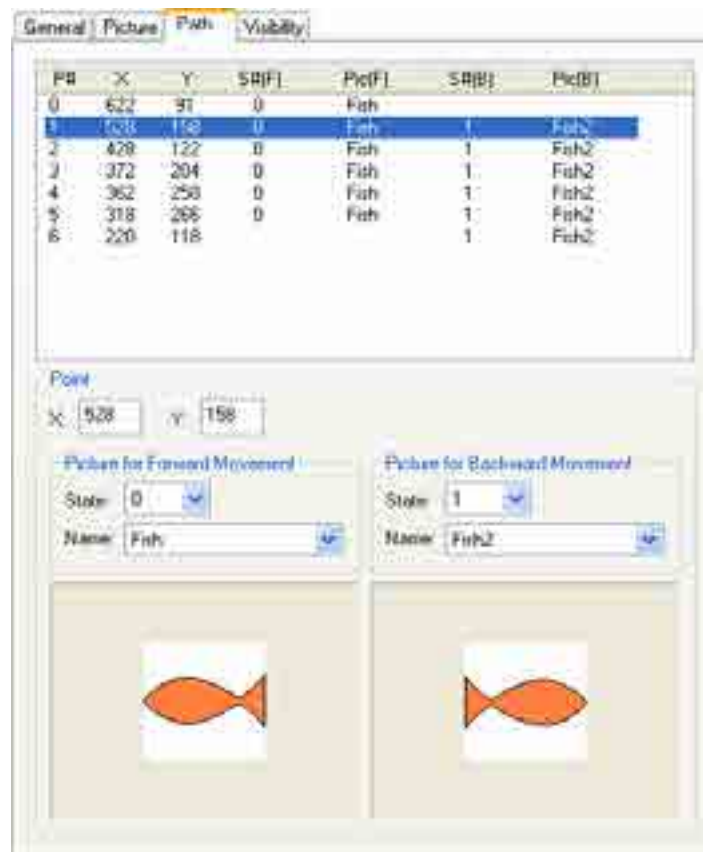 General Picture Path Visibility
P# X Y S#(F) Pic(F) S#(B) Pic(B)
0 622 91 0 Fish
1 528 158 0 Fish 1 Fish2
2 428 122 0 Fish 1 Fish2
3 372 204 0 Fish 1 Fish2
4 362 250 0 Fish 1 Fish2
5 318 266 0 Fish 1 Fish2
6 220 118 1 Fish2
Point
X: 528 Y: 158
Picture for Forward Movement Picture for Backward Movement
State: 0 State: 1
Name: Fish Name: Fish2